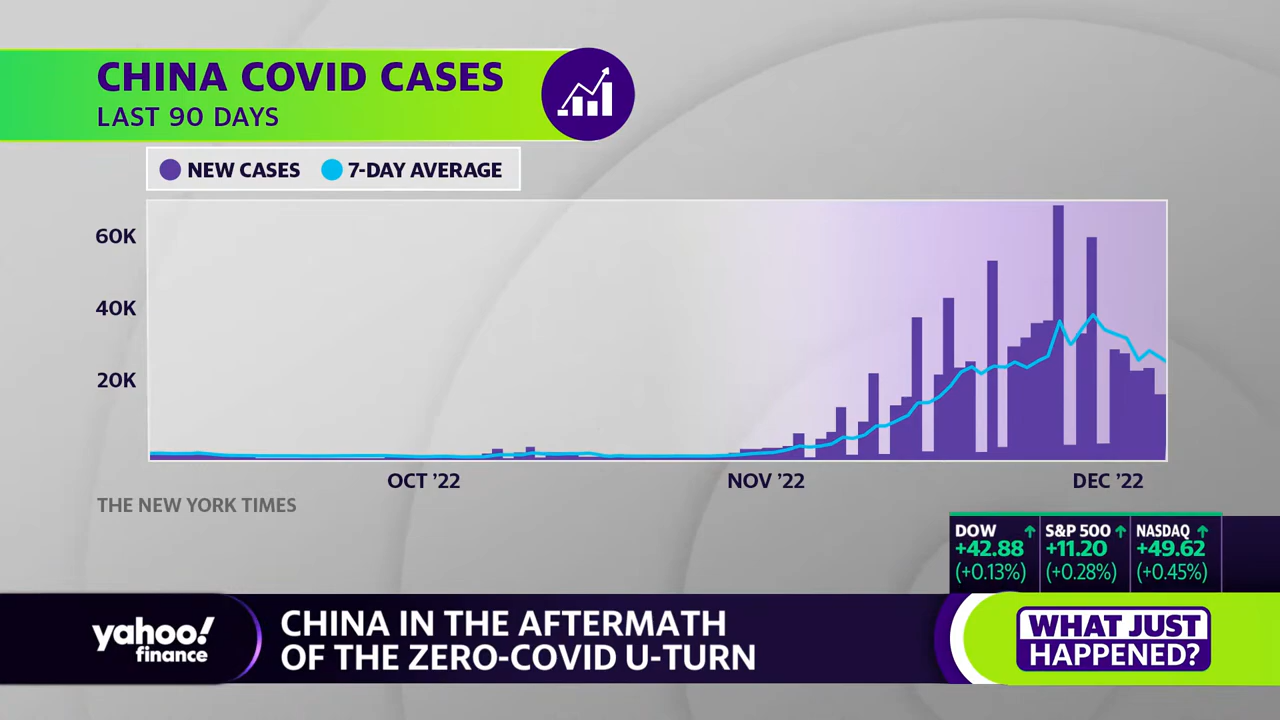 CHINA COVID CASES
LAST 90 DAYS
NEW CASES 7-DAY AVERAGE
60K
40K
20K
OCT ’22 NOV ’22 DEC ’22
THE NEW YORK TIMES
DOW S&P 500 NASDAQ
+42.88 +11.20 +49.62
(+0.13%) (+0.28%) (+0.45%)
yahoo!
finance
CHINA IN THE AFTERMATH
OF THE ZERO-COVID U-TURN
WHAT JUST
HAPPENED?